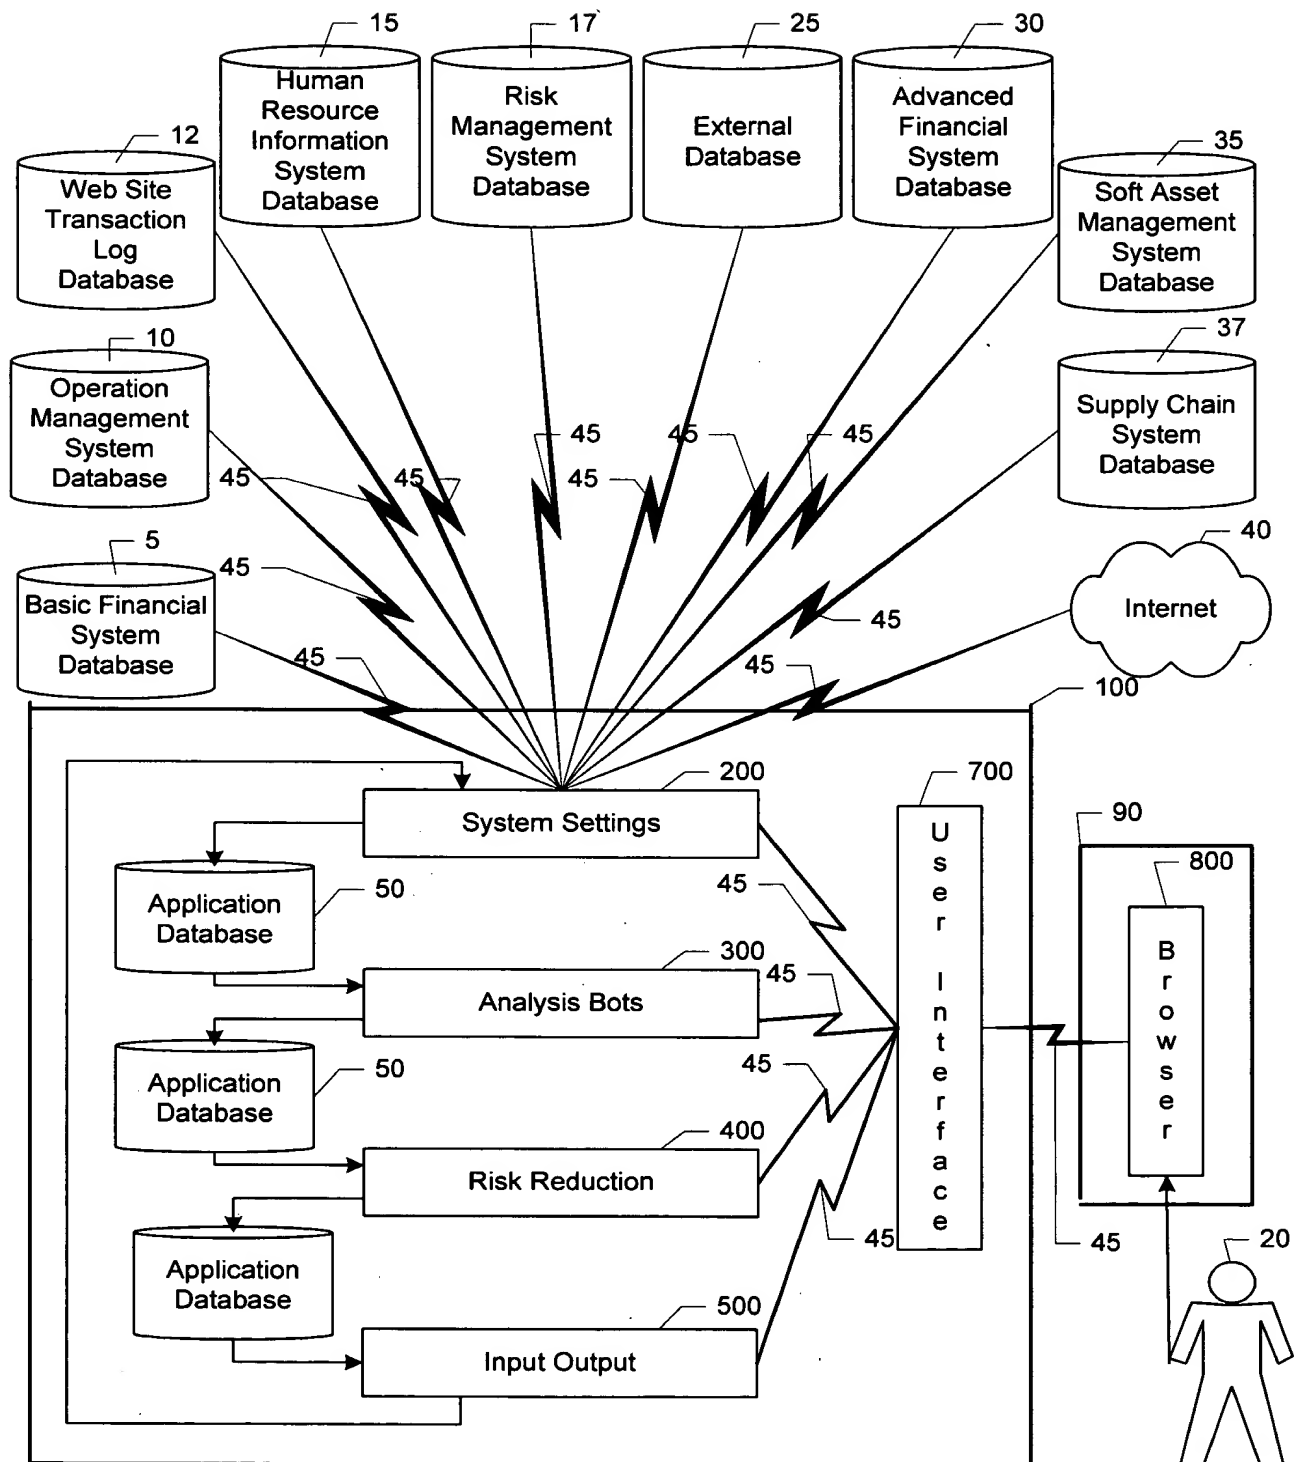 15
17
25
30
Human
Resource
Information
System
Database
Risk
Management
System
Database
External
Database
Advanced
Financial
System
Database
12
35
Web Site
Transaction
Log
Database
Soft Asset
Management
System
Database
10
37
Operation
Management
System
Database
Supply Chain
System
Database
45
45
45
45
45
45
45
5
40
Basic Financial
System
Database
Internet
45
45
45
100
200
700
System Settings
90
800
50
Application
Database
45
300
45
Analysis Bots
50
Application
Database
45
400
Risk Reduction
User Interface
Browser
45
45
20
Application
Database
500
Input Output